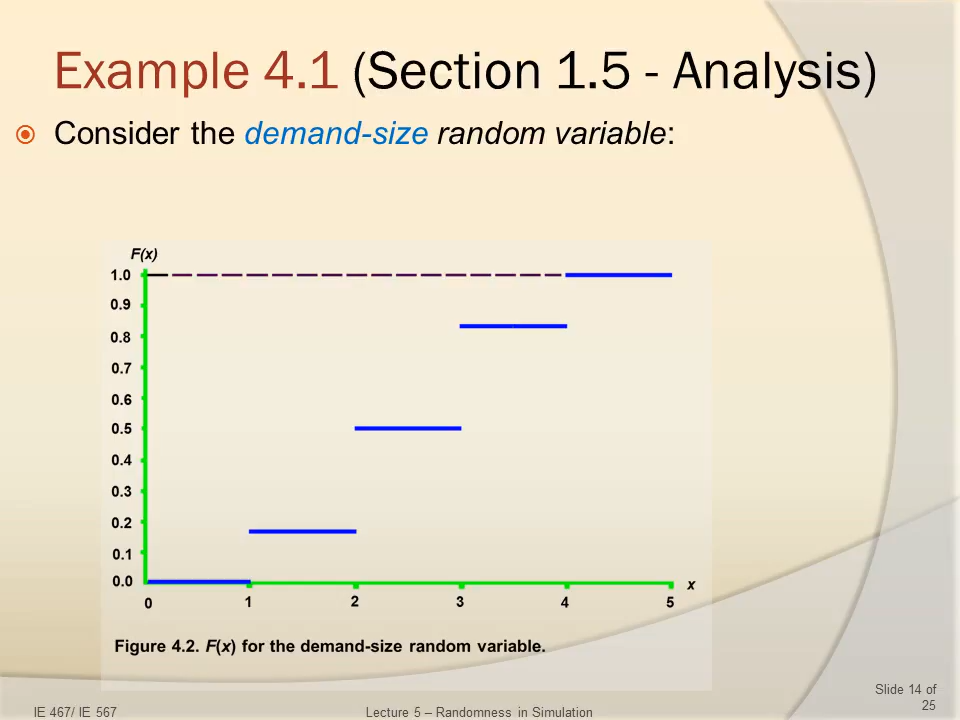 Example 4.1 (Section 1.5 - Analysis)
Consider the demand-size random variable:
F(x)
1.0
0.9
0.8
0.7
0.6
0.5
0.4
0.3
0.2
0.1
0.0
x
0 1 2 3 4 5
Figure 4.2. F(x) for the demand-size random variable.
Slide 14 of
25
IE 467/ IE 567
Lecture 5 – Randomness in Simulation